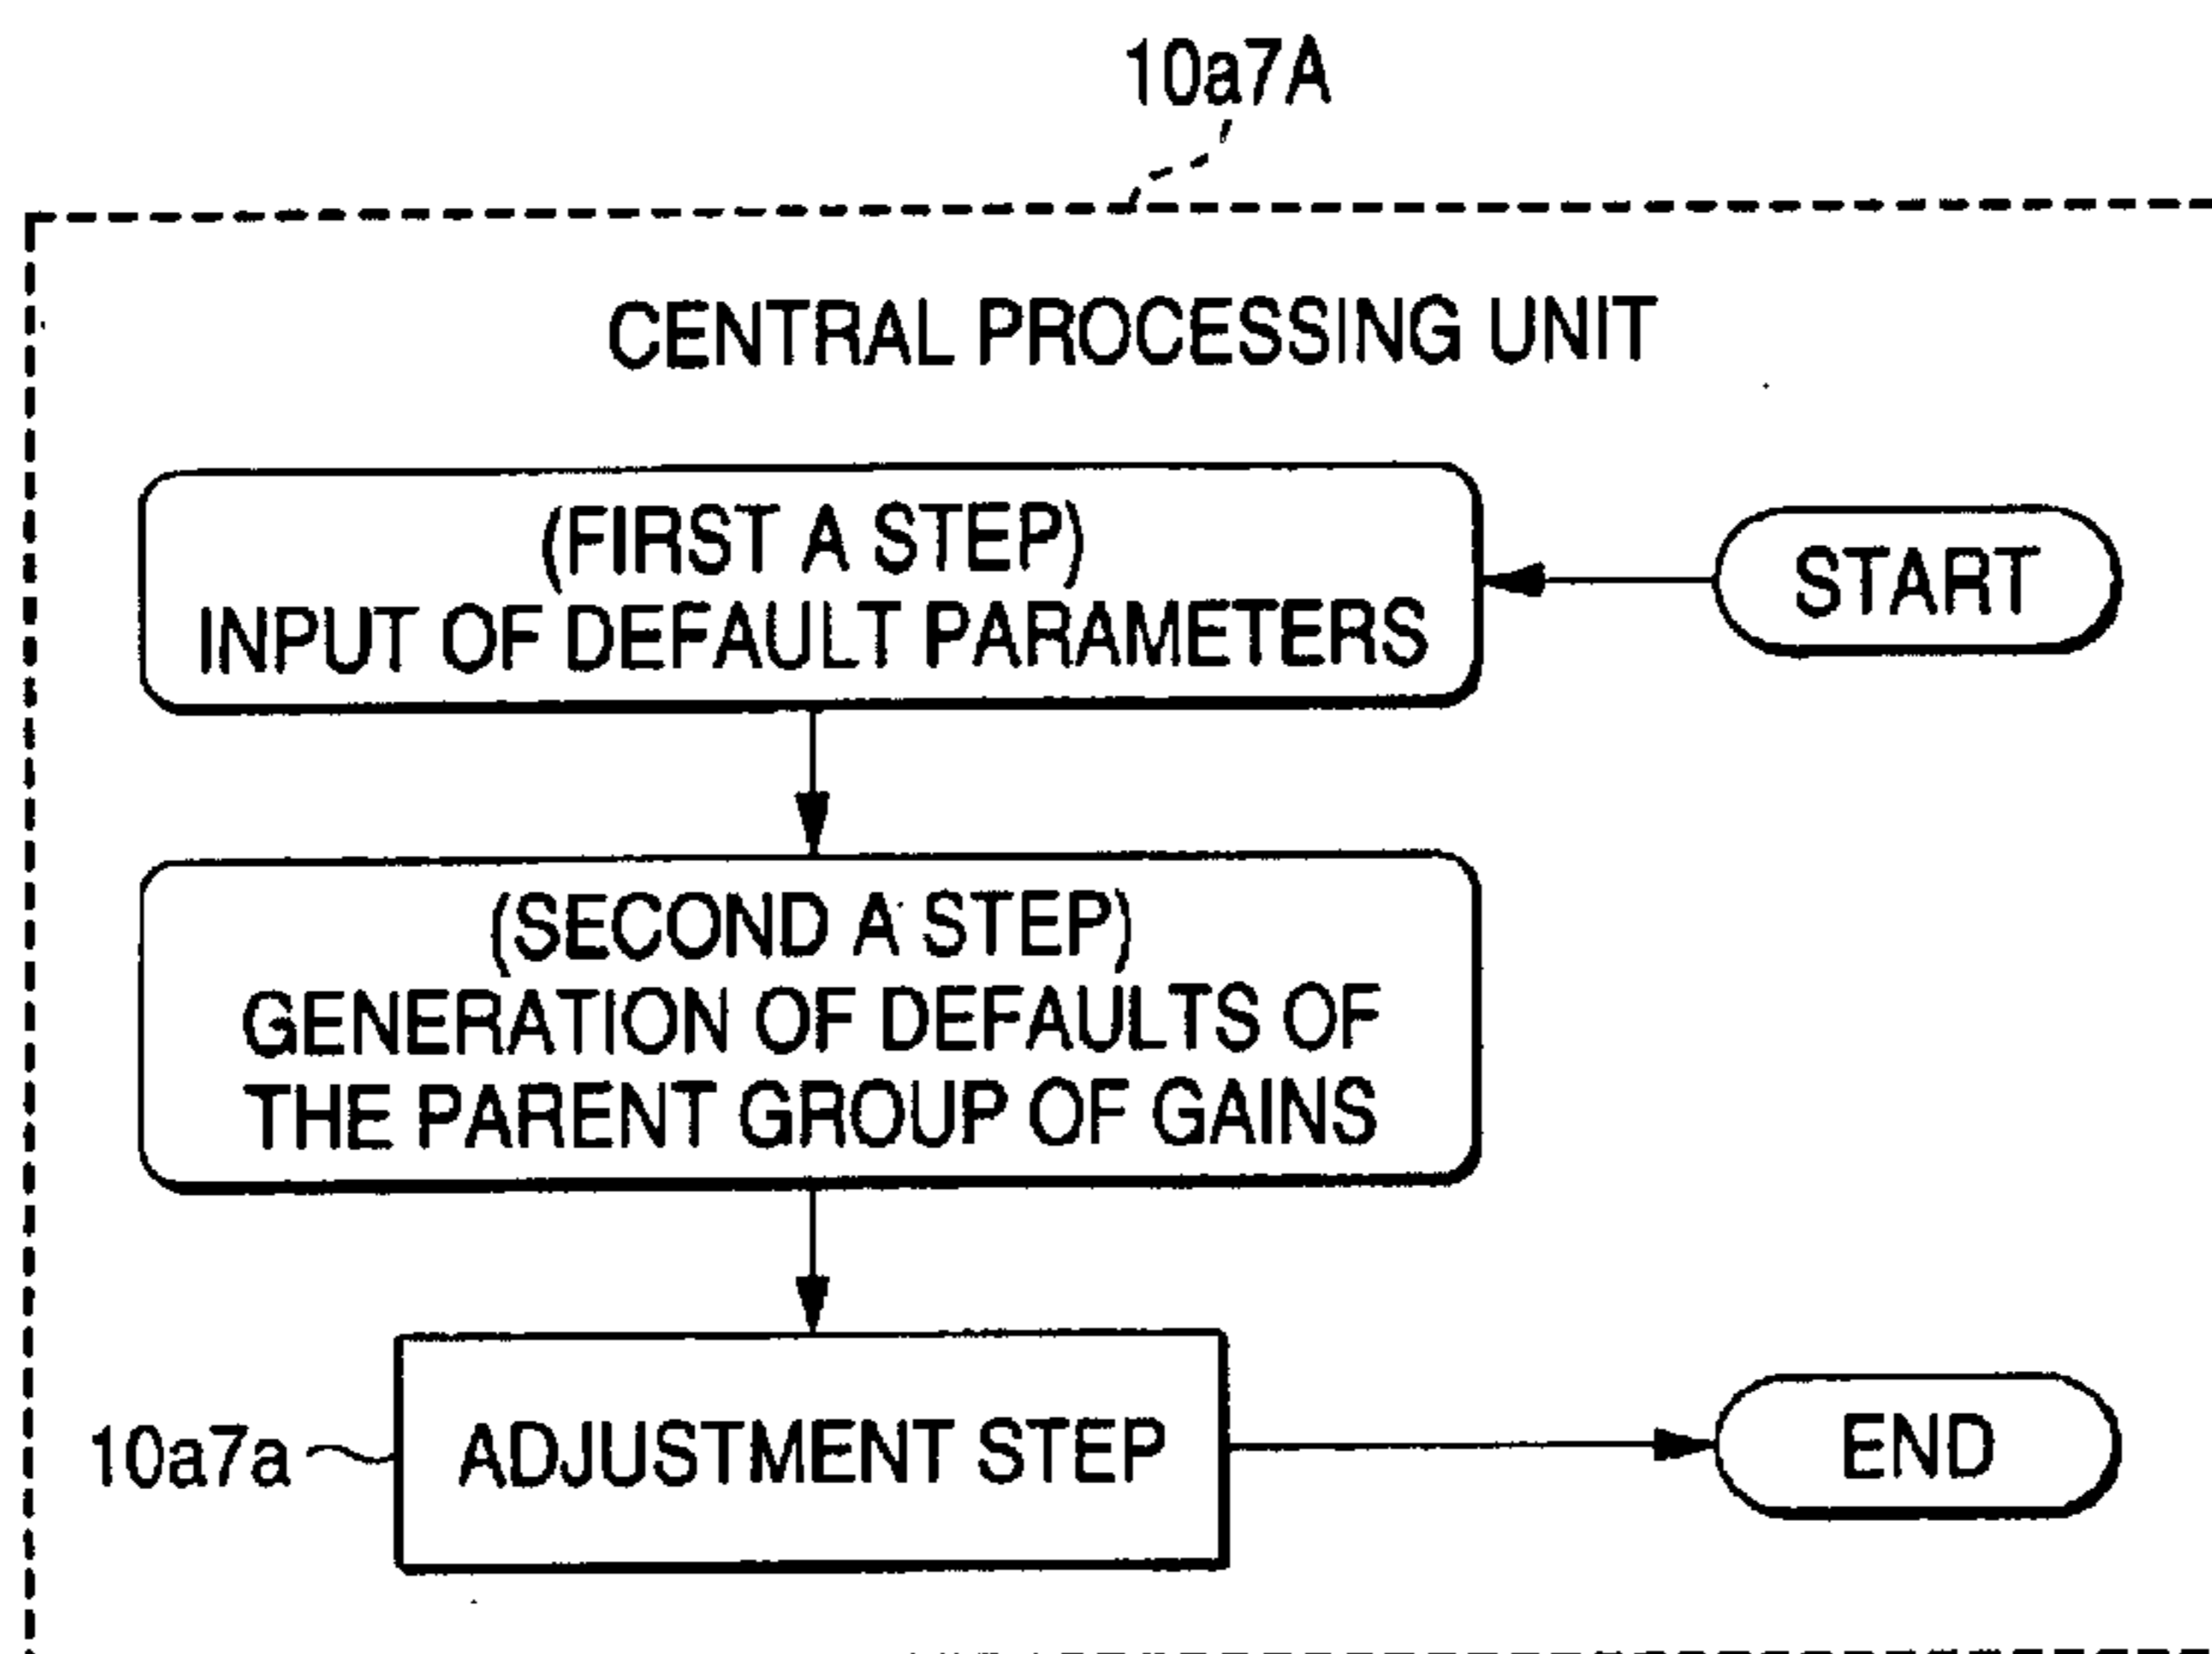 10a7A
CENTRAL PROCESSING UNIT
(FIRST A STEP)
INPUT OF DEFAULT PARAMETERS
START
(SECOND A STEP)
GENERATION OF DEFAULTS OF
THE PARENT GROUP OF GAINS
10a7a
ADJUSTMENT STEP
END